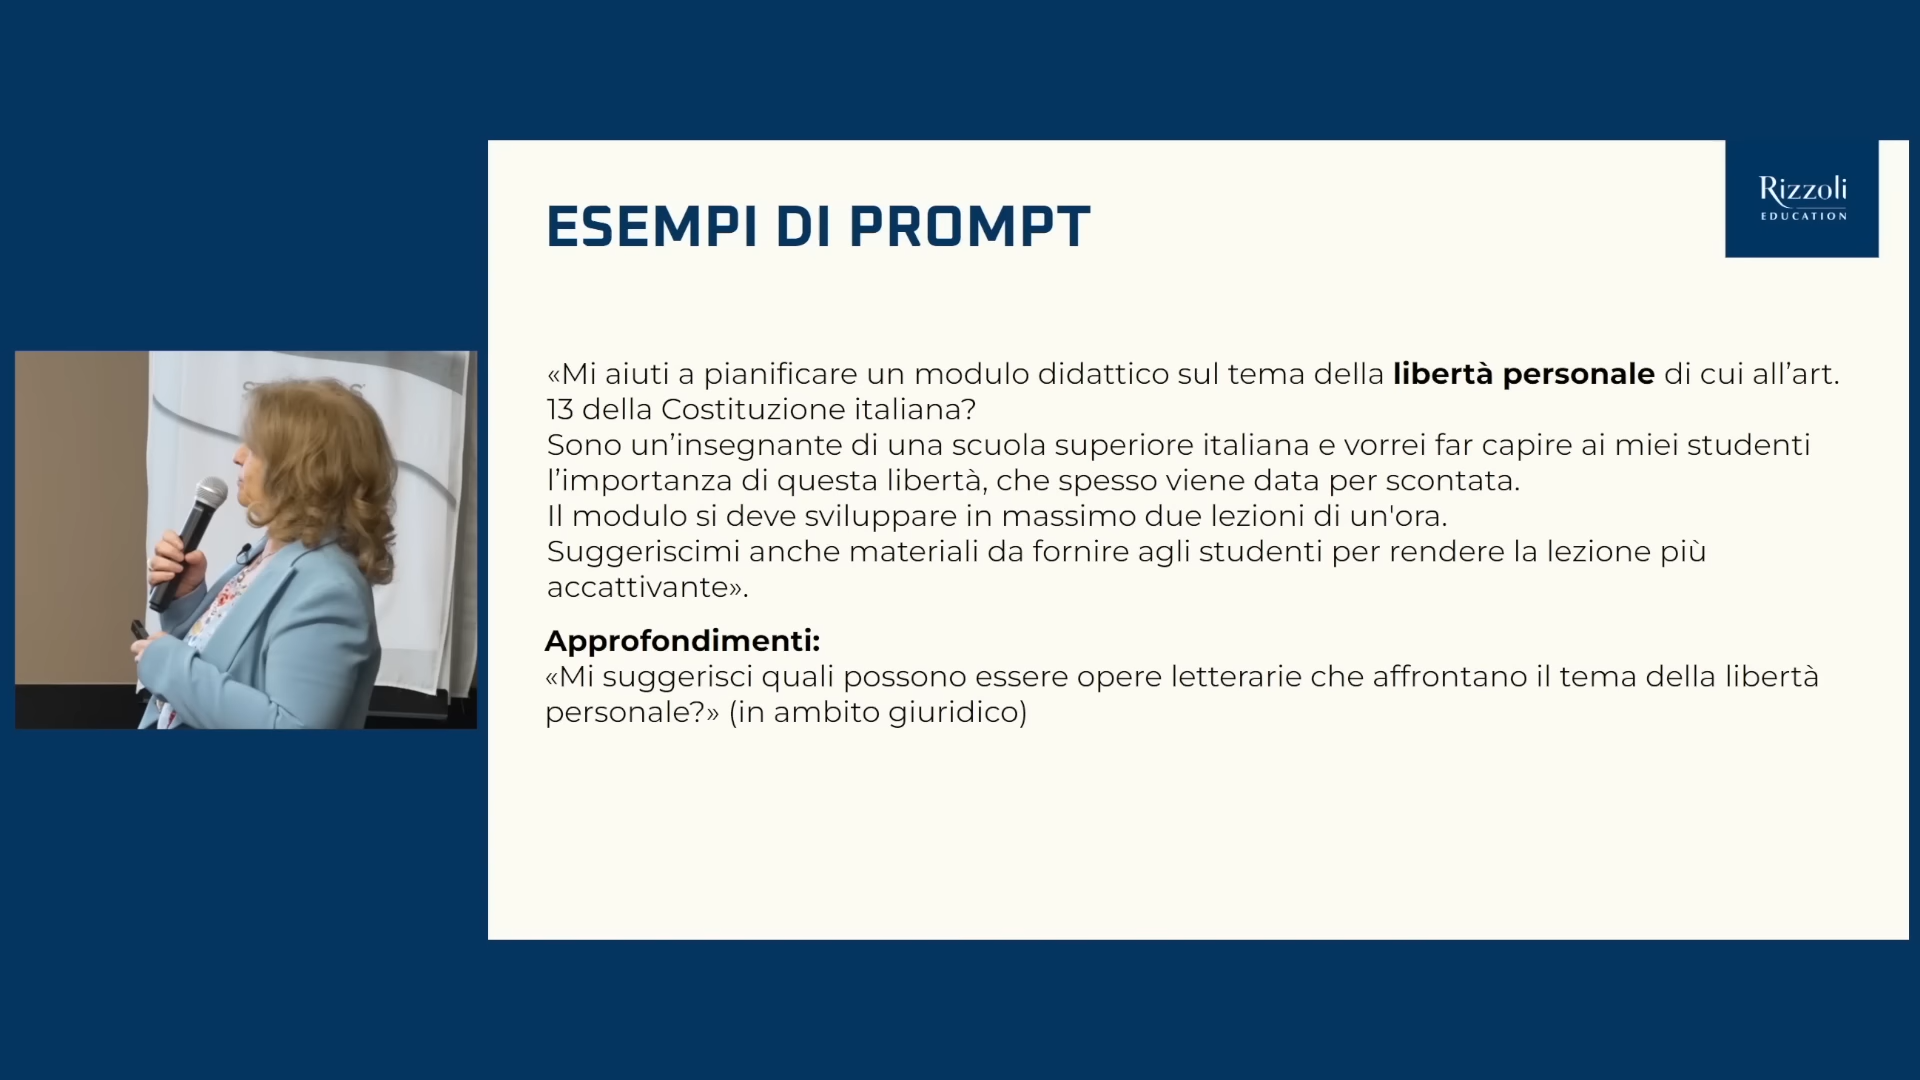 Rizzoli
EDUCATION
ESEMPI DI PROMPT
«Mi aiuti a pianificare un modulo didattico sul tema della libertà personale di cui all’art.
13 della Costituzione italiana?
Sono un’insegnante di una scuola superiore italiana e vorrei far capire ai miei studenti
l’importanza di questa libertà, che spesso viene data per scontata.
Il modulo si deve sviluppare in massimo due lezioni di un'ora.
Suggeriscimi anche materiali da fornire agli studenti per rendere la lezione più
accattivante».
Approfondimenti:
«Mi suggerisci quali possono essere opere letterarie che affrontano il tema della libertà
personale?» (in ambito giuridico)